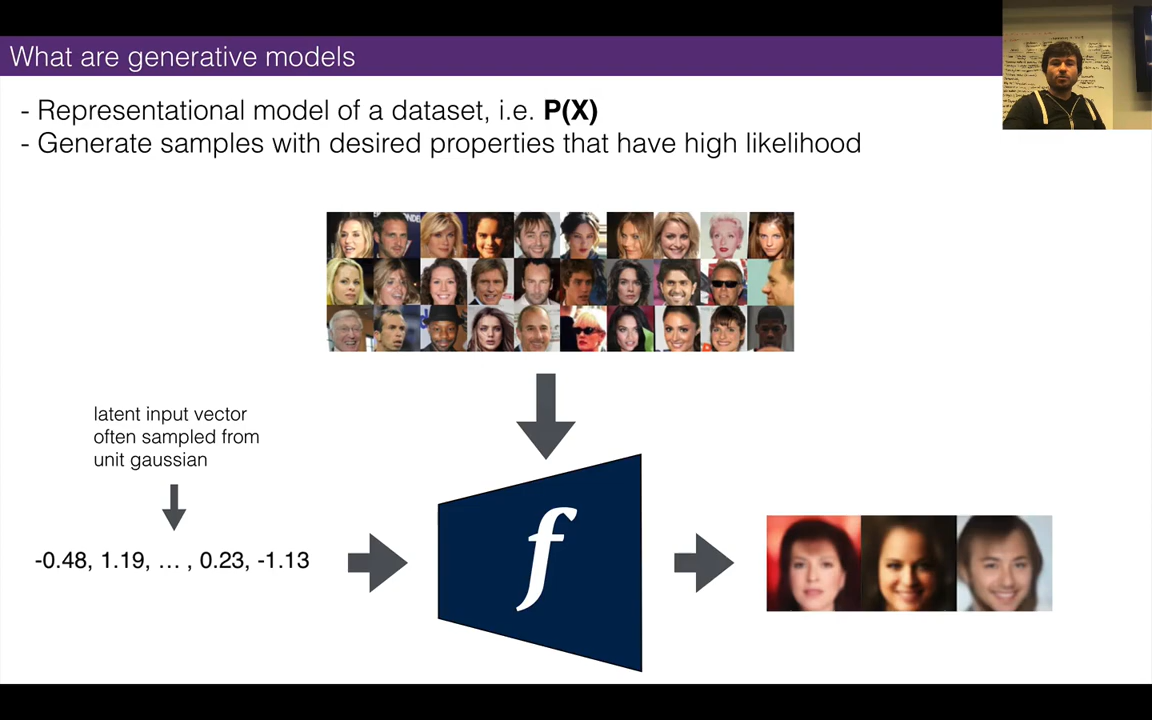 What are generative models
- Representational model of a dataset, i.e. P(X)
- Generate samples with desired properties that have high likelihood
latent input vector
often sampled from
unit gaussian
-0.48, 1.19, … , 0.23, -1.13
f